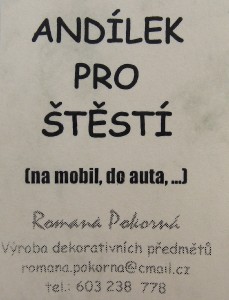 ANDÍLEK
PRO
ŠTĚSTÍ
(na mobil, do auta, ...)
Romana Pokorná
Výroba dekorativních předmětů
romana.pokorna@cmail.cz
tel.: 603 238 778